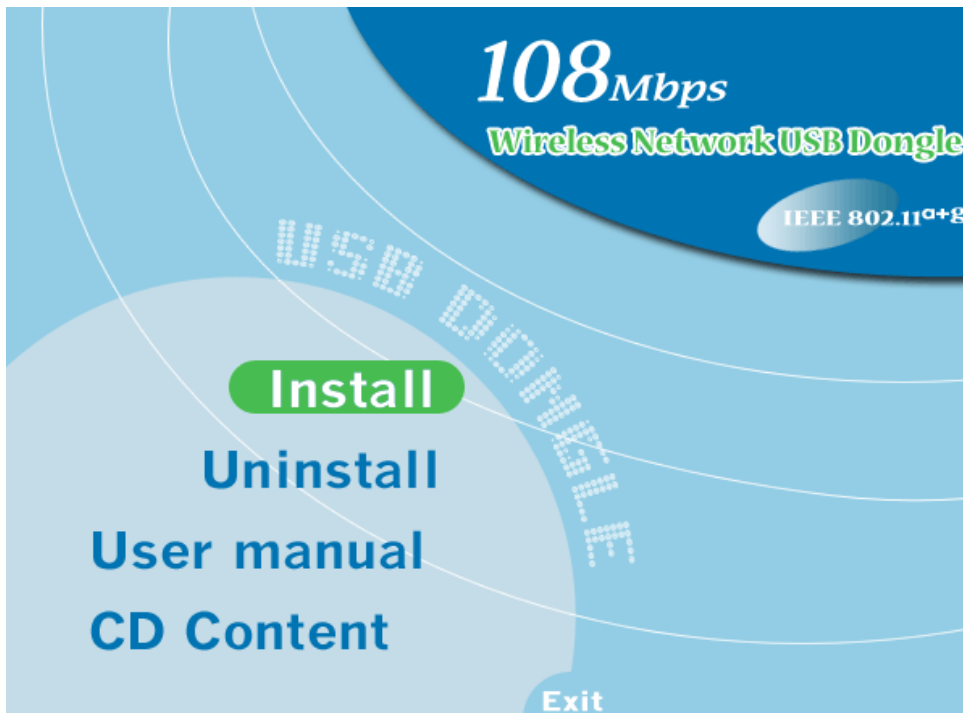 108Mbps
Wireless Network USB Dongle
IEEE 802.11a+g
USB DONGLE
Install
Uninstall
User manual
CD Content
Exit